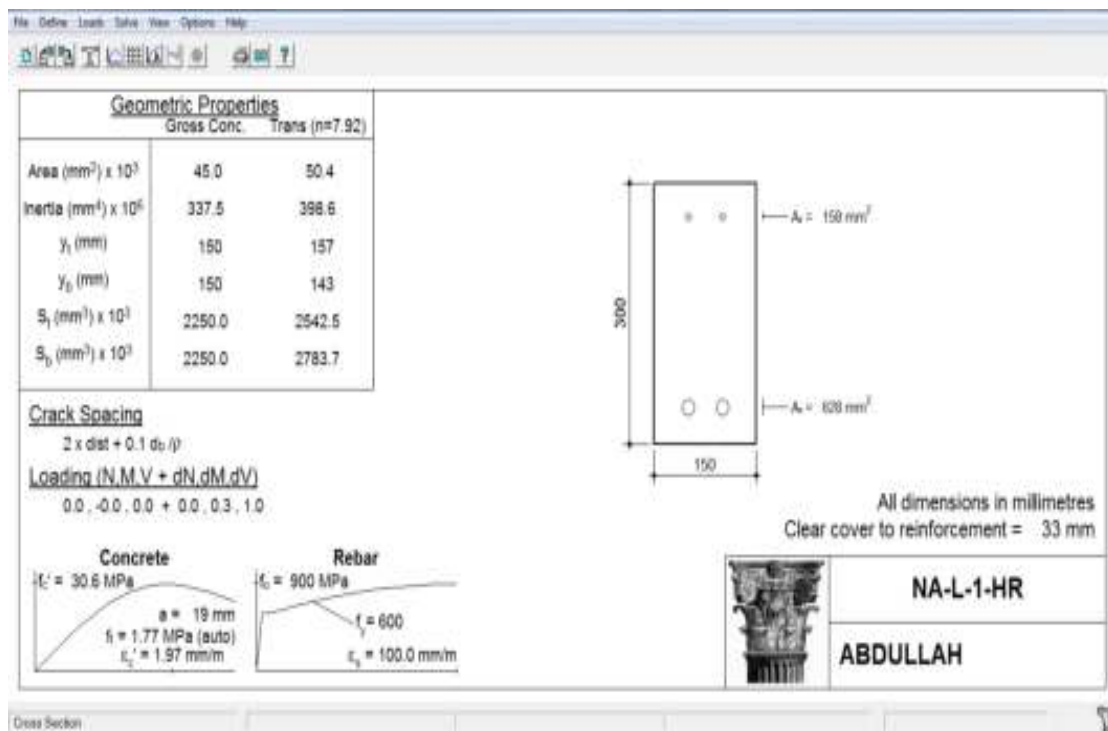 File Define Loads Solve View Options Help
Geometric Properties
Gross Conc. Trans (n=7.92)
Area (mm²) x 10³ 45.0 50.4
Inertia (mm⁴) x 10⁶ 337.5 398.6
yt (mm) 150 157
yb (mm) 150 143
St (mm³) x 10³ 2250.0 2542.5
Sb (mm³) x 10³ 2250.0 2783.7
Crack Spacing
2 x dist + 0.1 db /ρ
Loading (N,M,V + dN,dM,dV)
0.0 , -0.0 , 0.0 + 0.0 , 0.3 , 1.0
Concrete
fc' = 30.6 MPa
a = 19 mm
ft = 1.77 MPa (auto)
εc' = 1.97 mm/m
Rebar
fu = 900 MPa
fy = 600
εs = 100.0 mm/m
300
150
As = 158 mm²
As = 628 mm²
All dimensions in millimetres
Clear cover to reinforcement = 33 mm
NA-L-1-HR
ABDULLAH
Cross Section